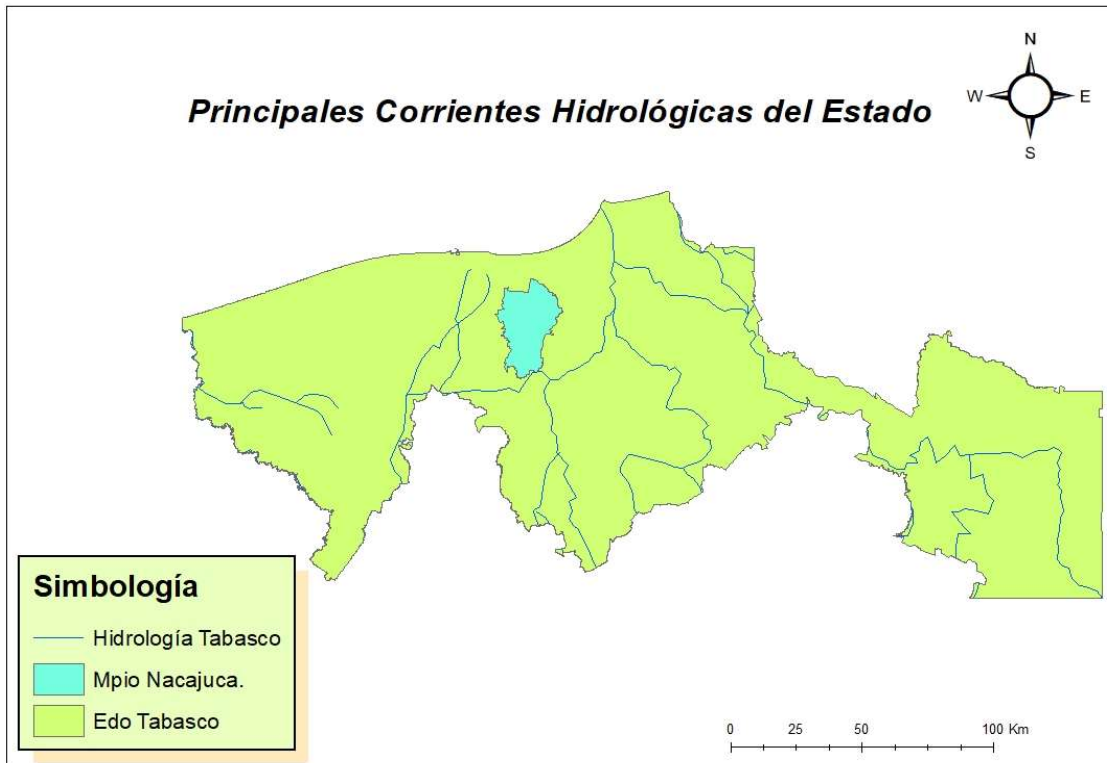 N
Principales Corrientes Hidrológicas del Estado
W E
S
Simbología
Hidrología Tabasco
Mpio Nacajuca.
Edo Tabasco
0 25 50 100 Km